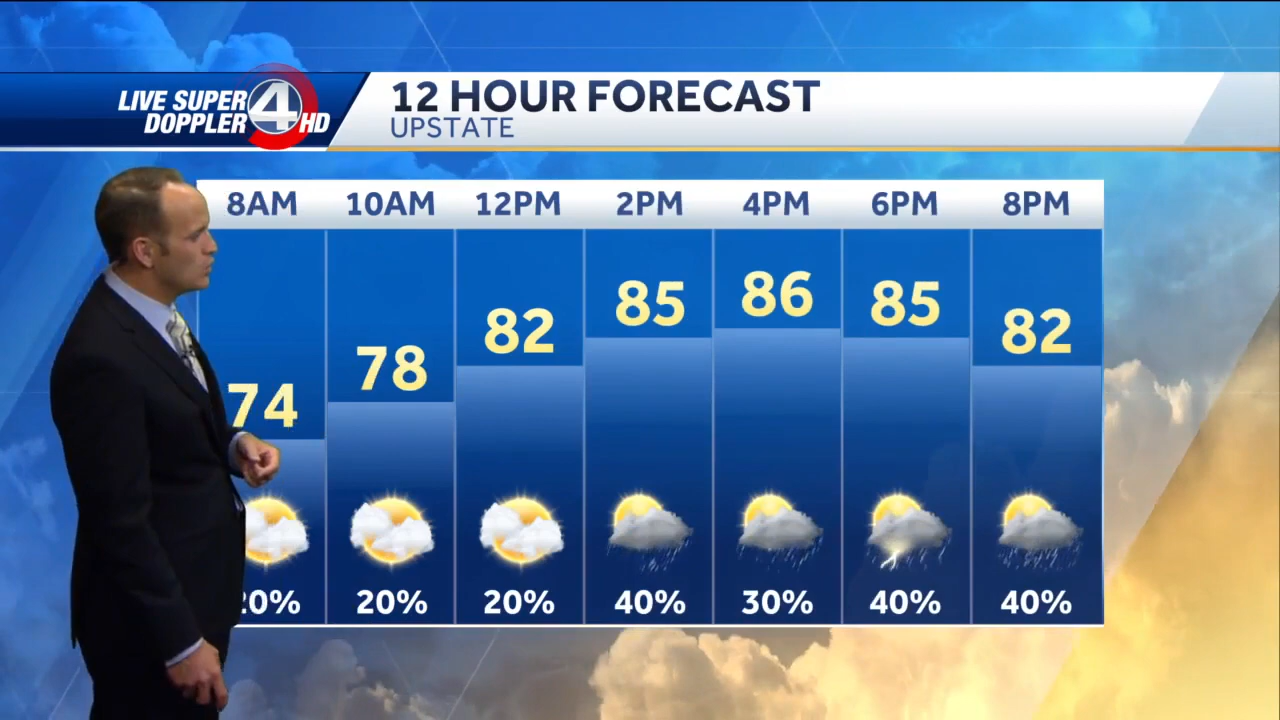 LIVE SUPER
DOPPLER 4 HD
12 HOUR FORECAST
UPSTATE
8AM 10AM 12PM 2PM 4PM 6PM 8PM
74 78 82 85 86 85 82
20% 20% 20% 40% 30% 40% 40%